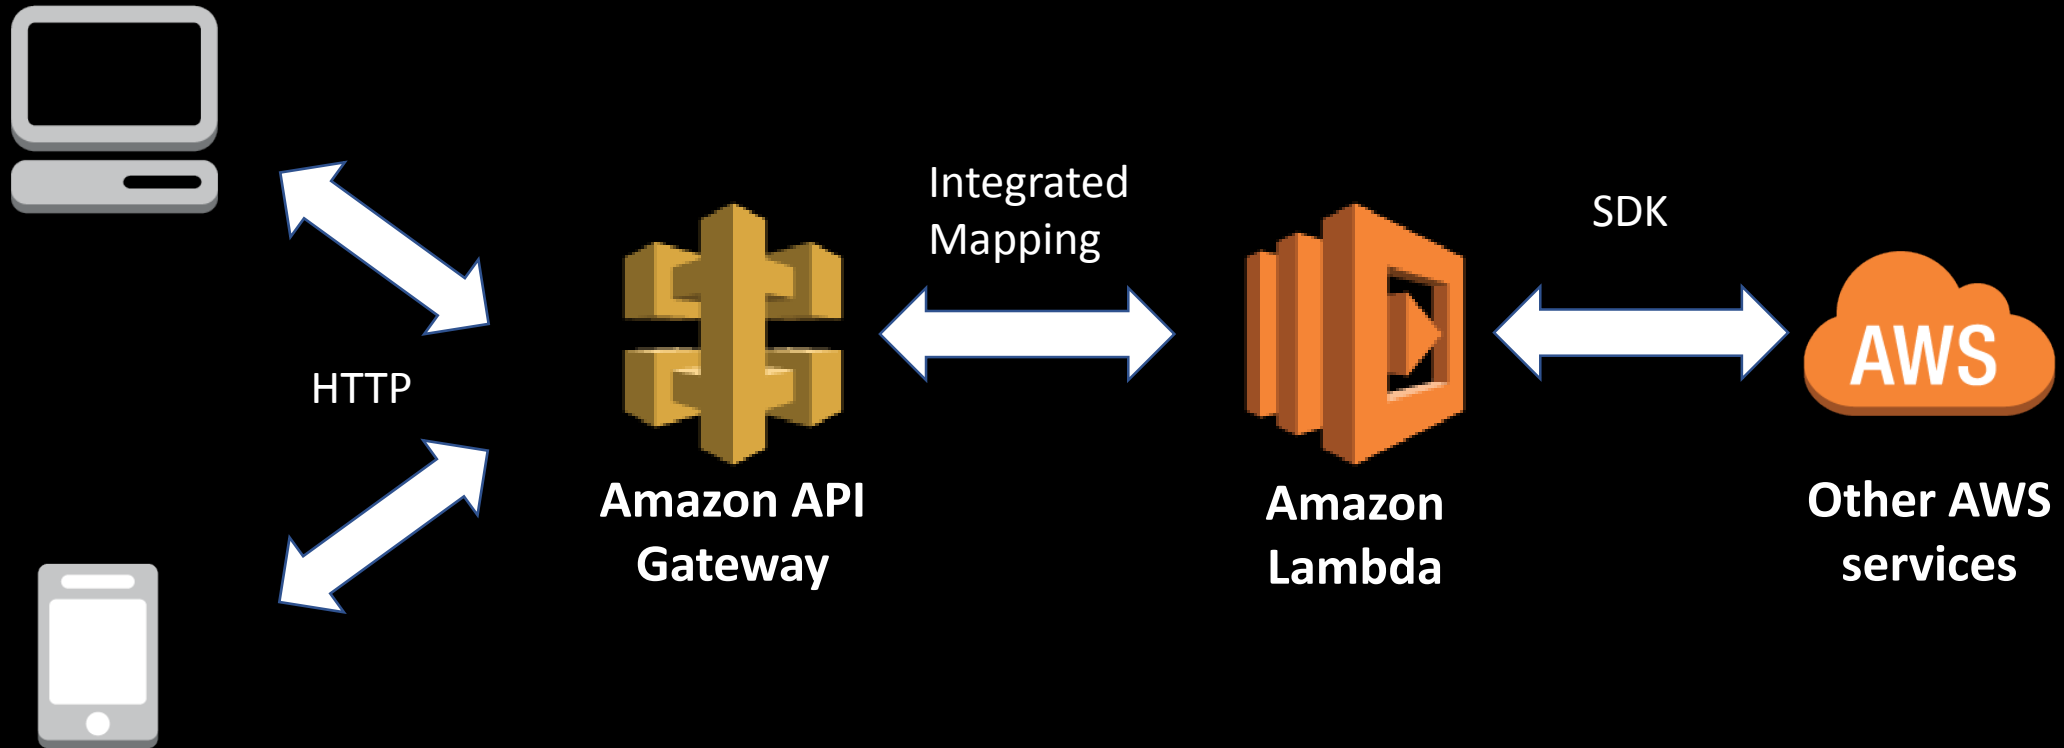 HTTP
Amazon API
Gateway
Integrated
Mapping
Amazon
Lambda
SDK
AWS
Other AWS
services